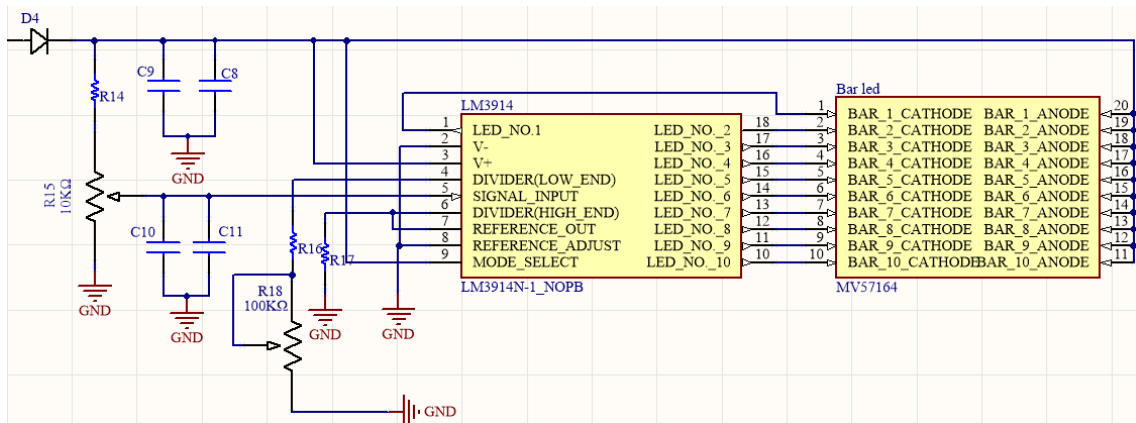 D4
C9
C8
R14
GND
R15
10KΩ
C10
C11
GND
GND
R16
R17
R18
100KΩ
GND
GND
GND
LM3914
1 LED_NO.1 LED_NO._2 18
2 V- LED_NO._3 17
3 V+ LED_NO._4 16
4 DIVIDER(LOW_END) LED_NO._5 15
5 SIGNAL_INPUT LED_NO._6 14
6 DIVIDER(HIGH_END) LED_NO._7 13
7 REFERENCE_OUT LED_NO._8 12
8 REFERENCE_ADJUST LED_NO._9 11
9 MODE_SELECT LED_NO._10 10
LM3914N-1_NOPB
Bar led
1 BAR_1_CATHODE BAR_1_ANODE 20
2 BAR_2_CATHODE BAR_2_ANODE 19
3 BAR_3_CATHODE BAR_3_ANODE 18
4 BAR_4_CATHODE BAR_4_ANODE 17
5 BAR_5_CATHODE BAR_5_ANODE 16
6 BAR_6_CATHODE BAR_6_ANODE 15
7 BAR_7_CATHODE BAR_7_ANODE 14
8 BAR_8_CATHODE BAR_8_ANODE 13
9 BAR_9_CATHODE BAR_9_ANODE 12
10 BAR_10_CATHODE BAR_10_ANODE 11
MV57164